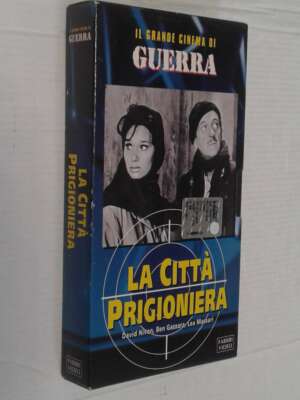 IL GRANDE CINEMA DI
GUERRA
LA CITTÀ
PRIGIONIERA
David Niven, Ben Gazzara, Lea Massari
FABBRI
VIDEO
GUERRA
LA CITTÀ
PRIGIONIERA